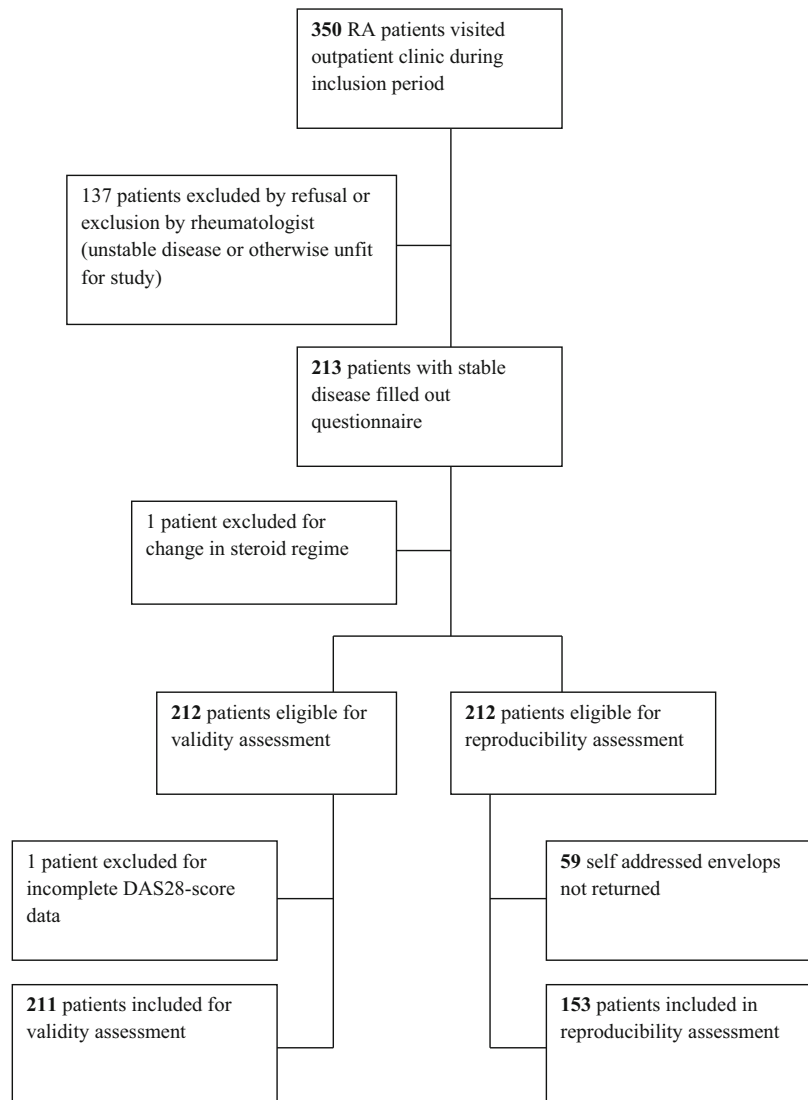 350 RA patients visited
outpatient clinic during
inclusion period
137 patients excluded by refusal or
exclusion by rheumatologist
(unstable disease or otherwise unfit
for study)
213 patients with stable
disease filled out
questionnaire
1 patient excluded for
change in steroid regime
212 patients eligible for
validity assessment
212 patients eligible for
reproducibility assessment
1 patient excluded for
incomplete DAS28-score
data
59 self addressed envelops
not returned
211 patients included for
validity assessment
153 patients included in
reproducibility assessment